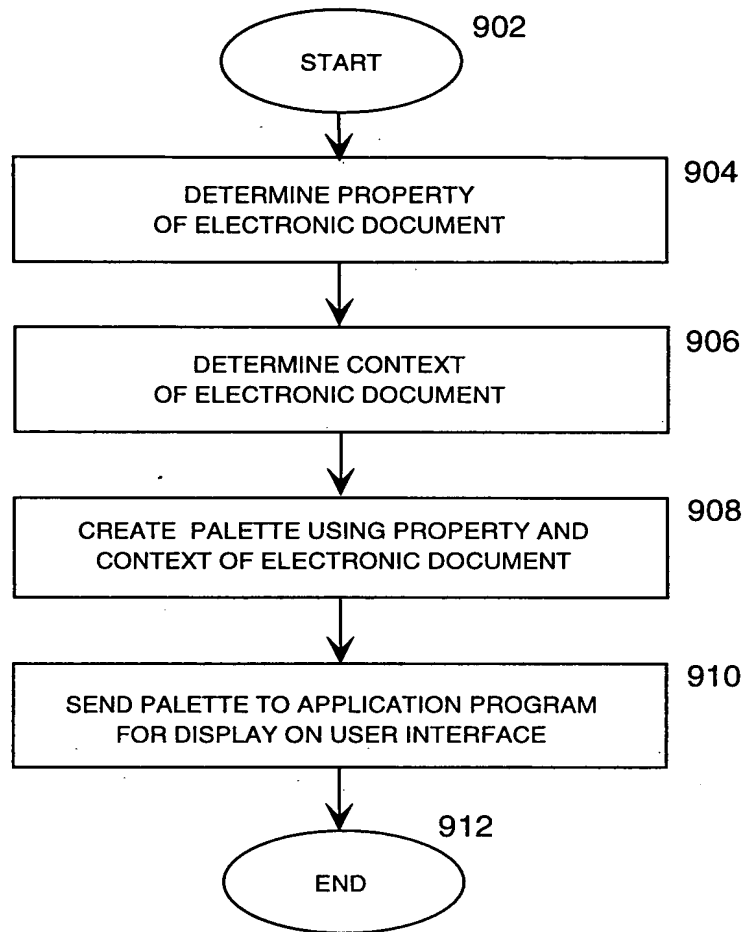 902
START
904
DETERMINE PROPERTY
OF ELECTRONIC DOCUMENT
906
DETERMINE CONTEXT
OF ELECTRONIC DOCUMENT
908
CREATE PALETTE USING PROPERTY AND
CONTEXT OF ELECTRONIC DOCUMENT
910
SEND PALETTE TO APPLICATION PROGRAM
FOR DISPLAY ON USER INTERFACE
912
END